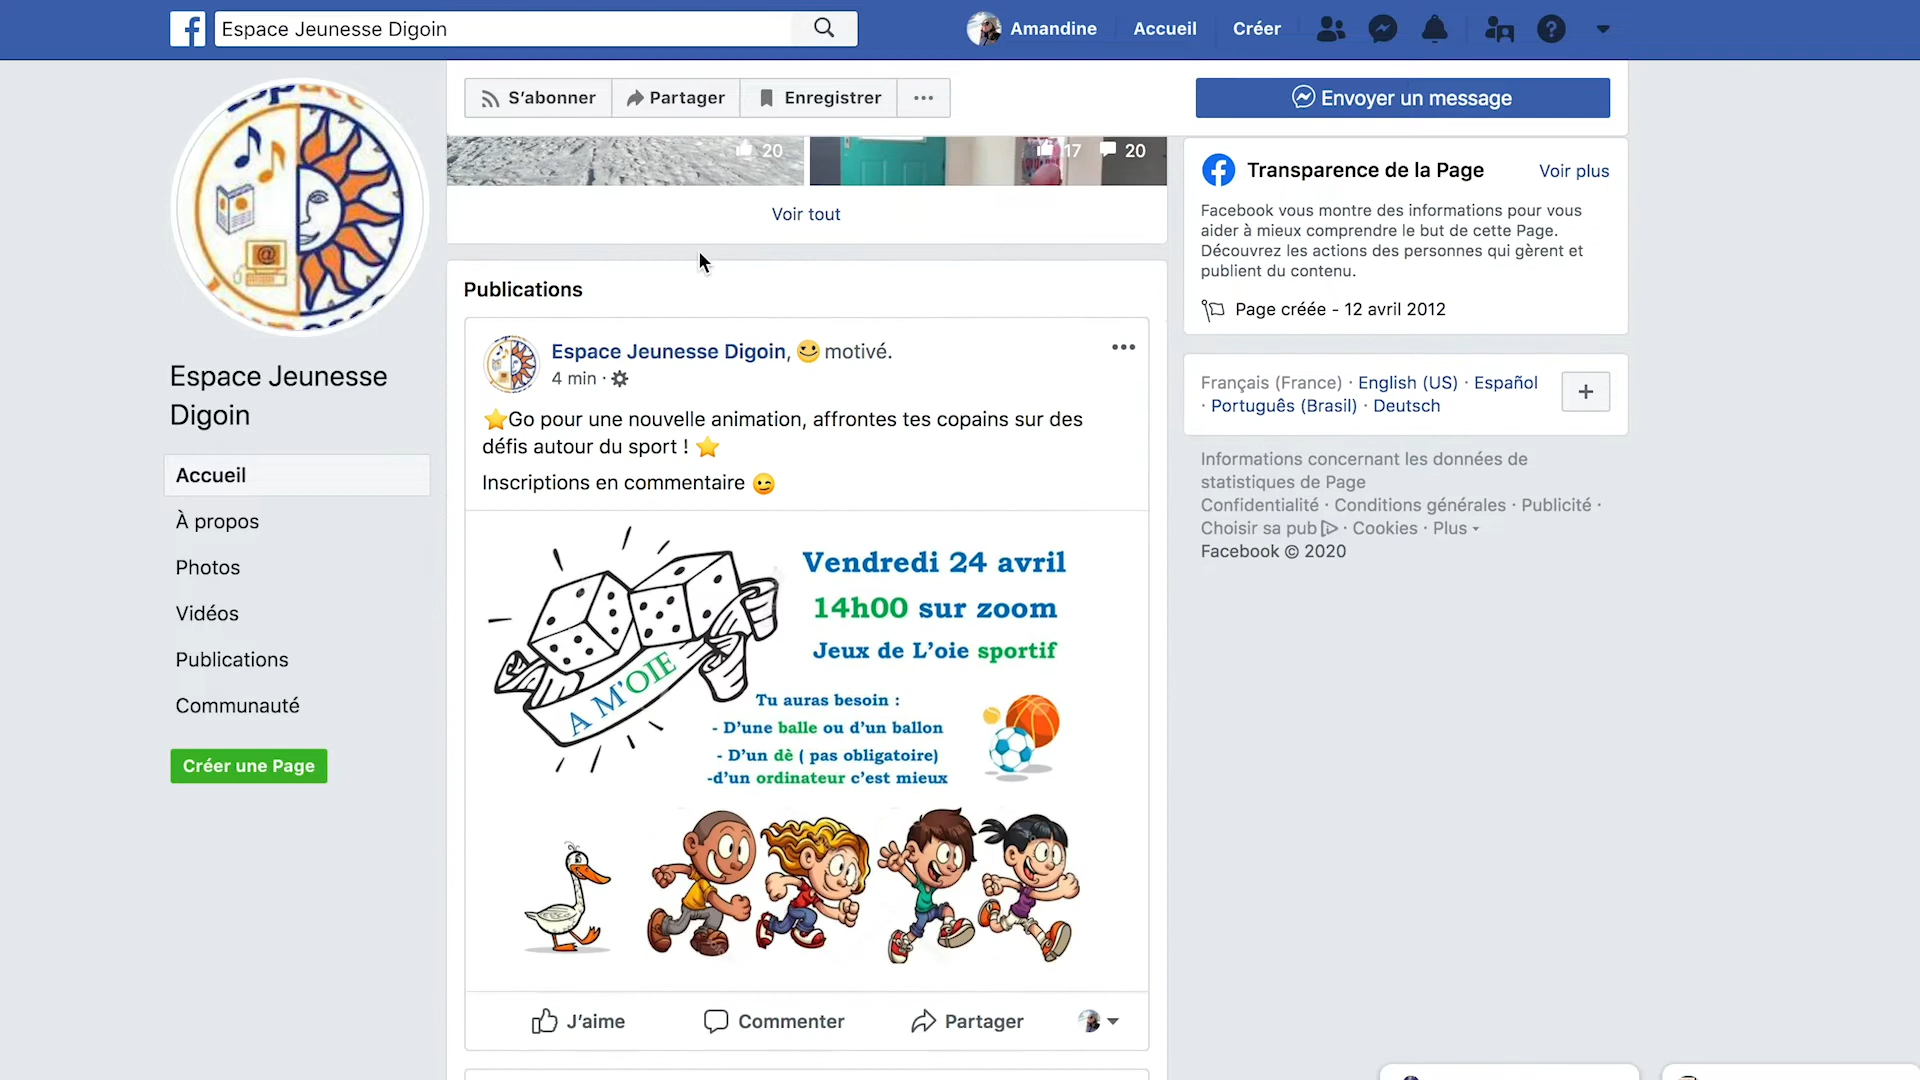 Espace Jeunesse Digoin
Amandine
Accueil
Créer
S'abonner
Partager
Enregistrer
Envoyer un message
20
17
20
Voir tout
Espace Jeunesse
Digoin
Accueil
À propos
Photos
Vidéos
Publications
Communauté
Créer une Page
Publications
Espace Jeunesse Digoin, motivé.
4 min ·
Go pour une nouvelle animation, affrontes tes copains sur des
défis autour du sport !
Inscriptions en commentaire
A M'OIE
Vendredi 24 avril
14h00 sur zoom
Jeux de L'oie sportif
Tu auras besoin :
- D'une balle ou d'un ballon
- D'un dè ( pas obligatoire)
-d'un ordinateur c'est mieux
J'aime
Commenter
Partager
Transparence de la Page
Voir plus
Facebook vous montre des informations pour vous
aider à mieux comprendre le but de cette Page.
Découvrez les actions des personnes qui gèrent et
publient du contenu.
Page créée - 12 avril 2012
Français (France) · English (US) · Español
· Português (Brasil) · Deutsch
Informations concernant les données de
statistiques de Page
Confidentialité · Conditions générales · Publicité ·
Choisir sa pub · Cookies · Plus
Facebook © 2020